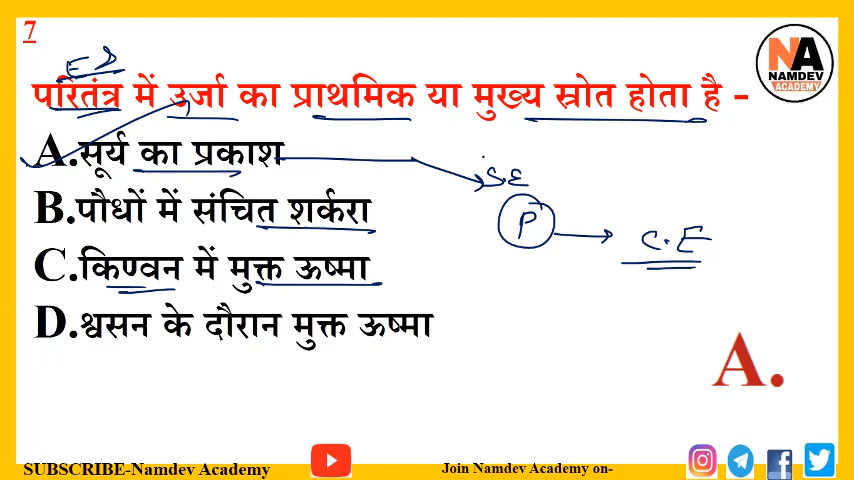 7
E 2
NA
NAMDEV
ACADEMY
परितंत्र में उर्जा का प्राथमिक या मुख्य स्रोत होता है -
A.सूर्य का प्रकाश
S.E
B.पौधों में संचित शर्करा
P
C.E
C.किण्वन में मुक्त ऊष्मा
D.श्वसन के दौरान मुक्त ऊष्मा
A.
SUBSCRIBE-Namdev Academy
Join Namdev Academy on-